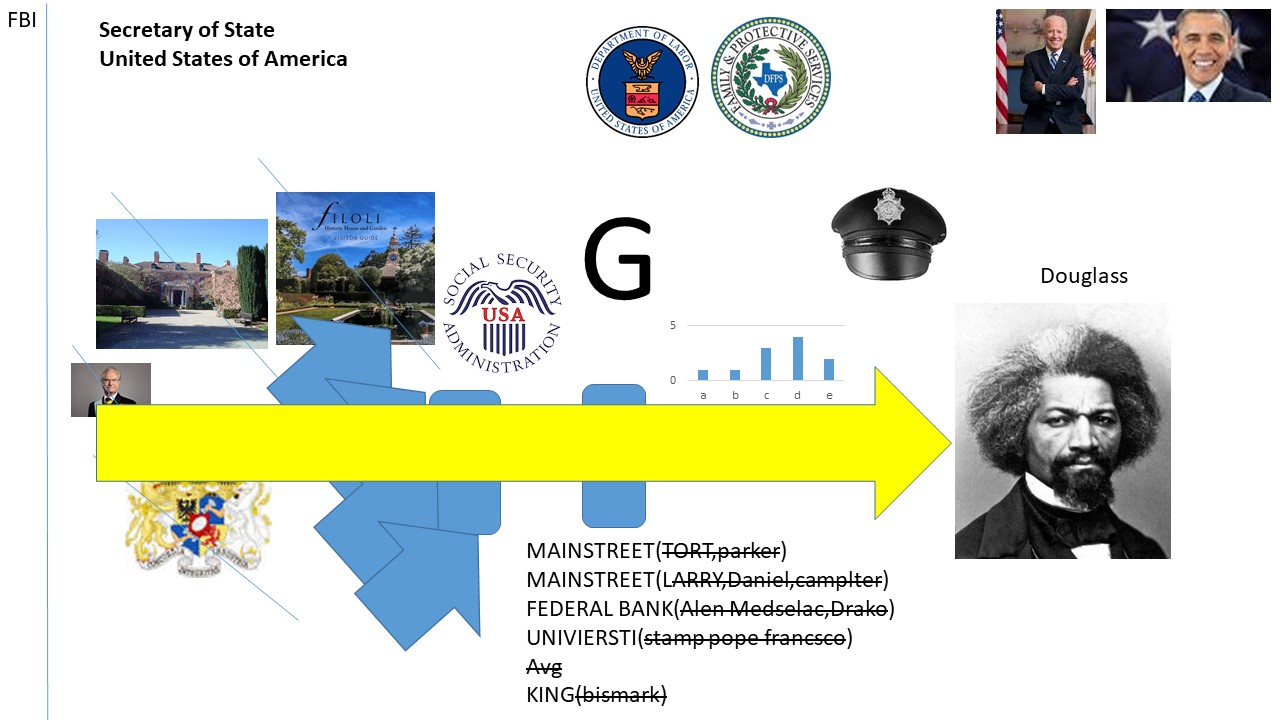 FBI
Secretary of State
United States of America
DEPARTMENT OF LABOR
UNITED STATES OF AMERICA
FAMILY & PROTECTIVE SERVICES
DFPS
FILOLI
Historic House and Garden
VISITOR GUIDE
SOCIAL SECURITY
USA
ADMINISTRATION
G
Douglass
5
0
a b c d e
INTEGRITAS
MAINSTREET(TORT,parker)
MAINSTREET(LARRY,Daniel,camplter)
FEDERAL BANK(Alen Medselac,Drako)
UNIVIERSTI(stamp pope francsco)
Avg
KING(bismark)